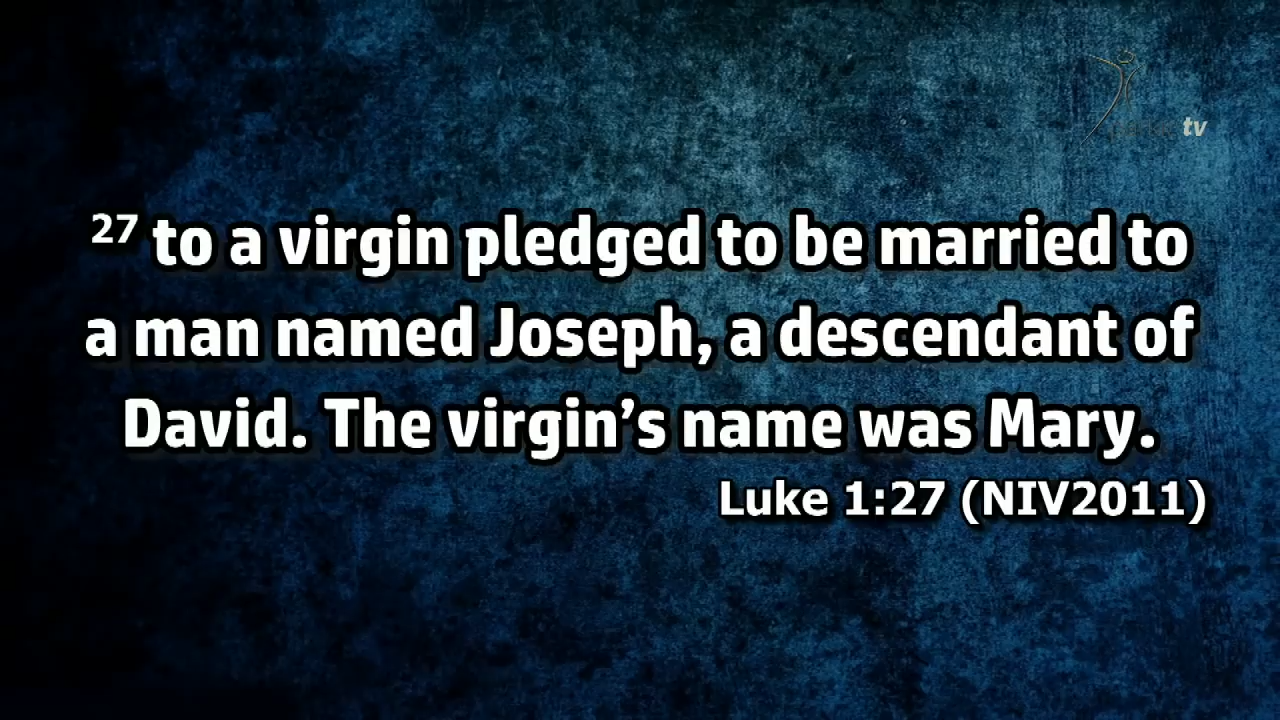 tv
27 to a virgin pledged to be married to
a man named Joseph, a descendant of
David. The virgin’s name was Mary.
Luke 1:27 (NIV2011)